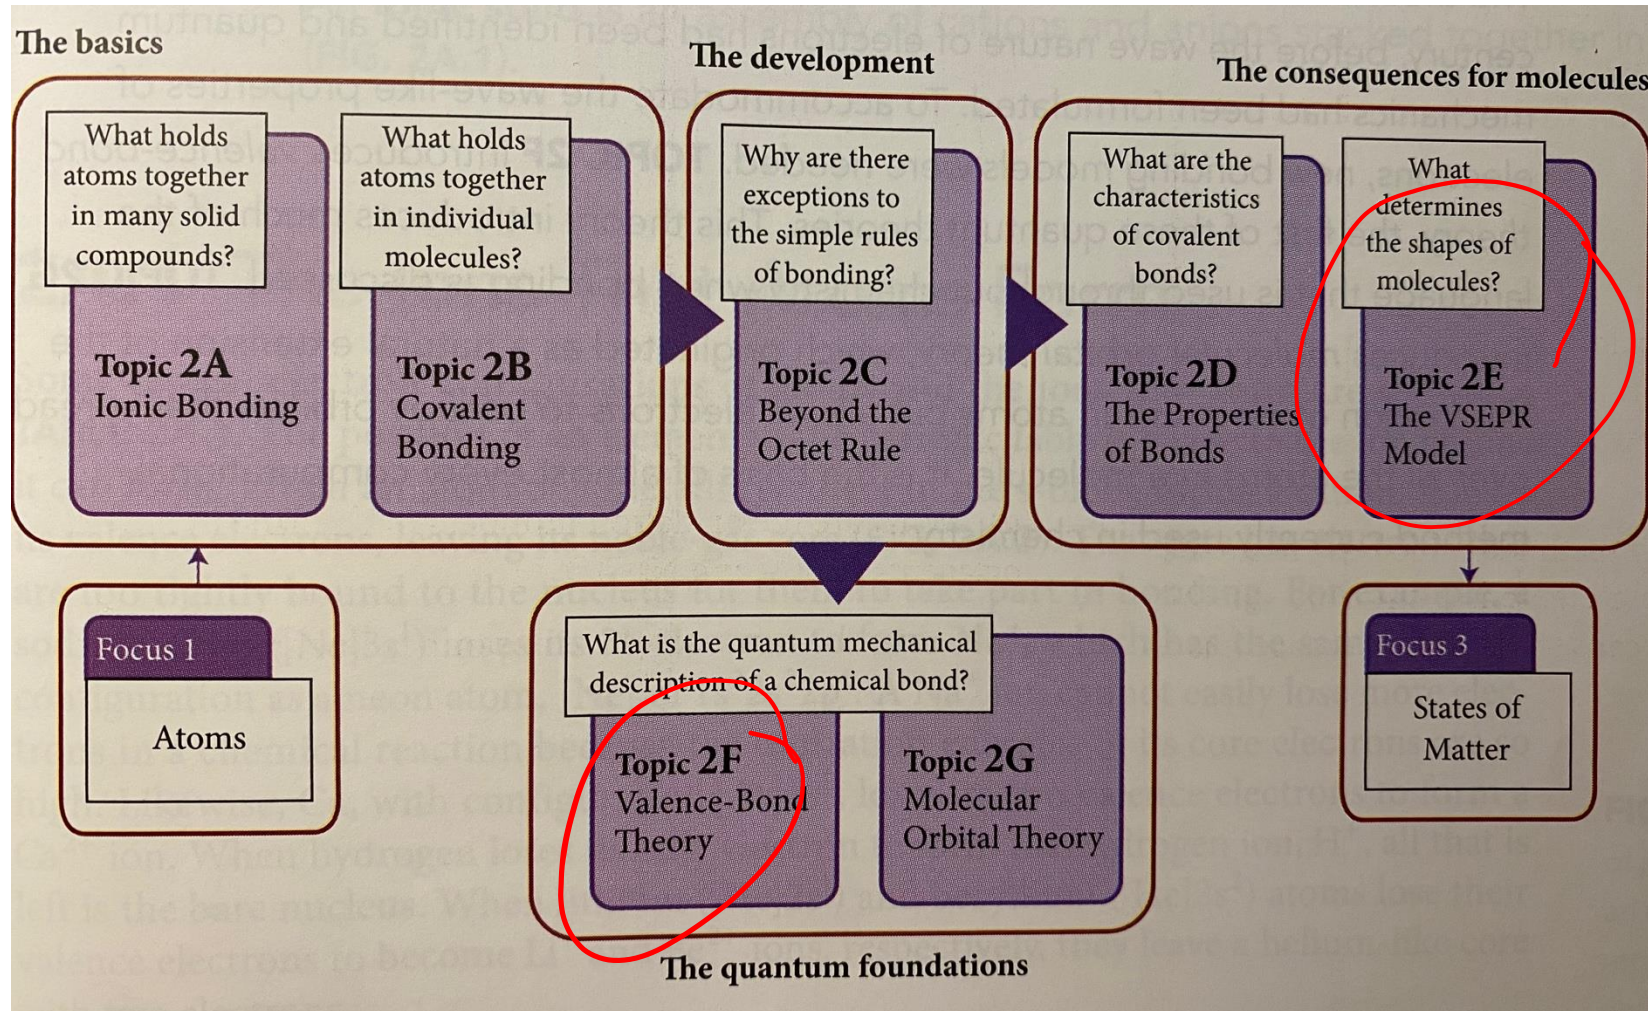 The basics
What holds
atoms together
in many solid
compounds?
Topic 2A
Ionic Bonding
What holds
atoms together
in individual
molecules?
Topic 2B
Covalent
Bonding
The development
Why are there
exceptions to
the simple rules
of bonding?
Topic 2C
Beyond the
Octet Rule
The consequences for molecules
What are the
characteristics
of covalent
bonds?
Topic 2D
The Properties
of Bonds
What
determines
the shapes of
molecules?
Topic 2E
The VSEPR
Model
Focus 1
Atoms
What is the quantum mechanical
description of a chemical bond?
Topic 2F
Valence-Bond
Theory
Topic 2G
Molecular
Orbital Theory
The quantum foundations
Focus 3
States of
Matter